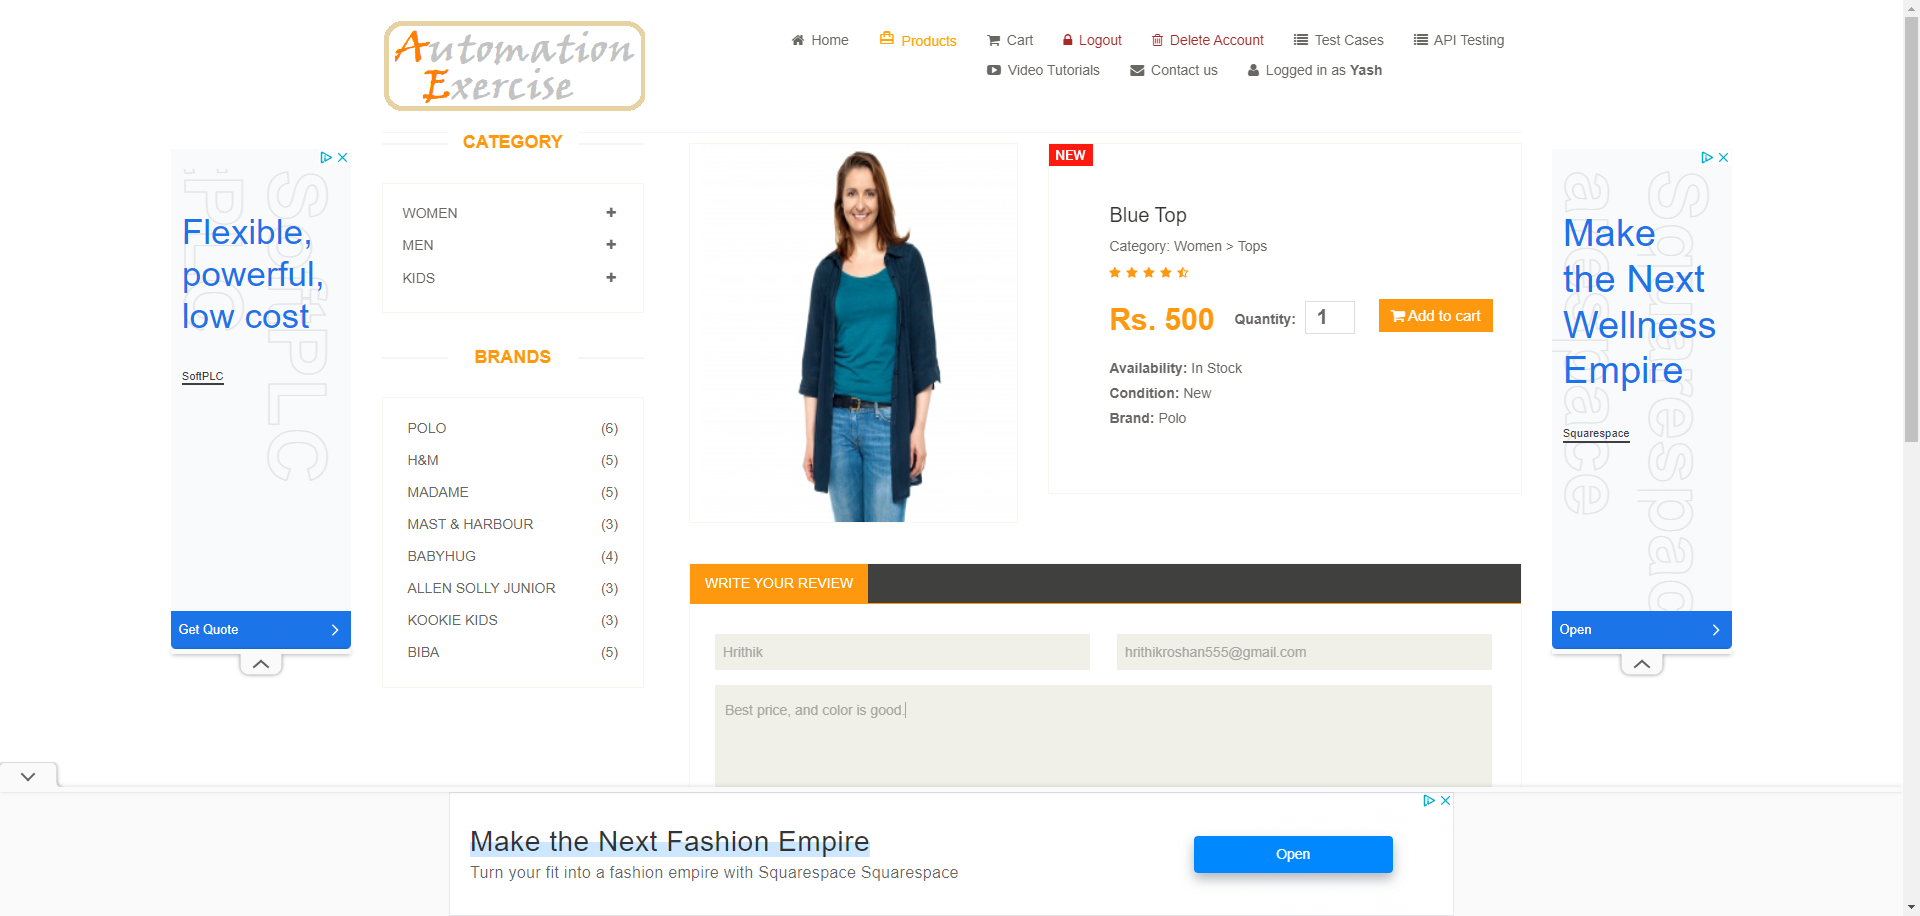 Automation
Exercise
Home
Products
Cart
Logout
Delete Account
Test Cases
API Testing
Video Tutorials
Contact us
Logged in as Yash
CATEGORY
WOMEN
MEN
KIDS
BRANDS
POLO (6)
H&M (5)
MADAME (5)
MAST & HARBOUR (3)
BABYHUG (4)
ALLEN SOLLY JUNIOR (3)
KOOKIE KIDS (3)
BIBA (5)
NEW
Blue Top
Category: Women > Tops
Rs. 500
Quantity: 1
Add to cart
Availability: In Stock
Condition: New
Brand: Polo
WRITE YOUR REVIEW
Hrithik
hrithikroshan555@gmail.com
Best price, and color is good.
SoftPLC
Flexible,
powerful,
low cost
SoftPLC
Get Quote
Squarespace
Make
the Next
Wellness
Empire
Squarespace
Open
Make the Next Fashion Empire
Turn your fit into a fashion empire with Squarespace Squarespace
Open